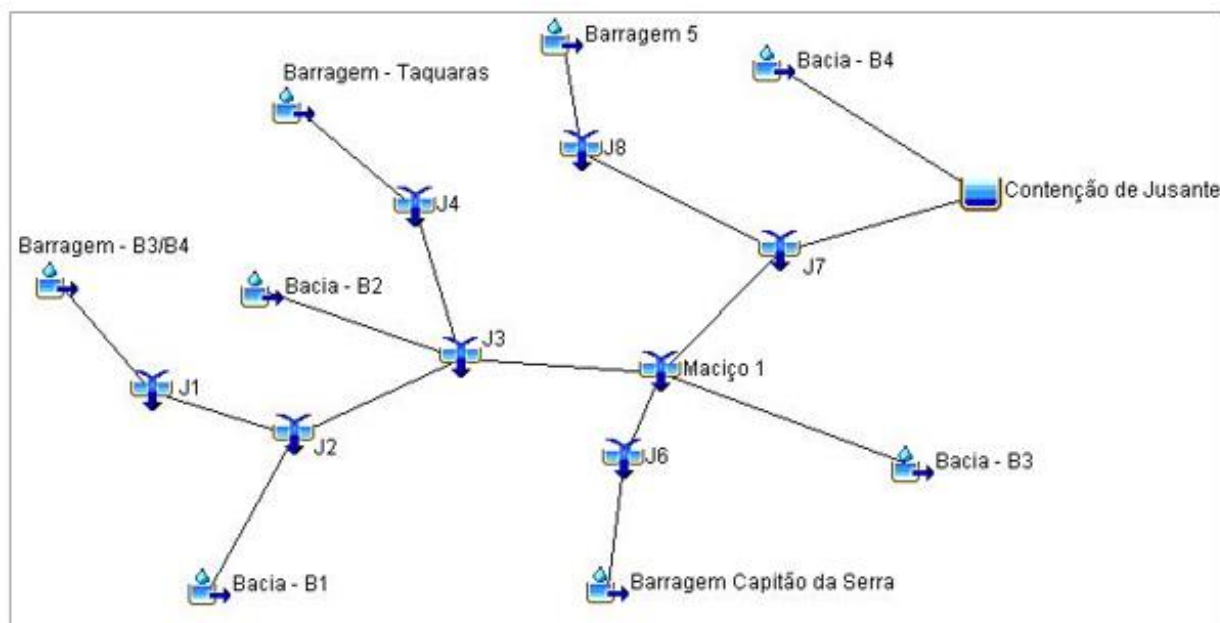 Barragem 5
Bacia - B4
Barragem - Taquaras
J8
Contenção de Jusante
J4
Barragem - B3/B4
J7
Bacia - B2
J3
Maciço 1
J1
J2
J6
Bacia - B3
Bacia - B1
Barragem Capitão da Serra